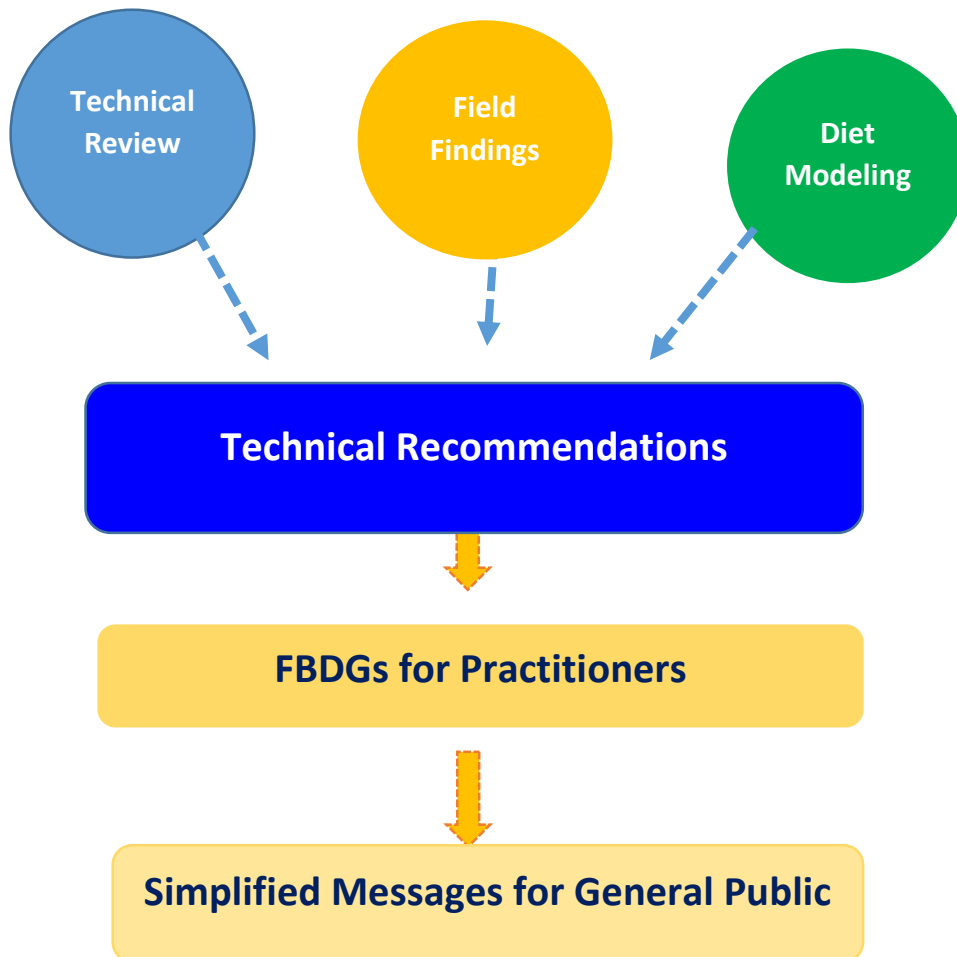 Technical
Review
Field
Findings
Diet
Modeling
Technical Recommendations
FBDGs for Practitioners
Simplified Messages for General Public